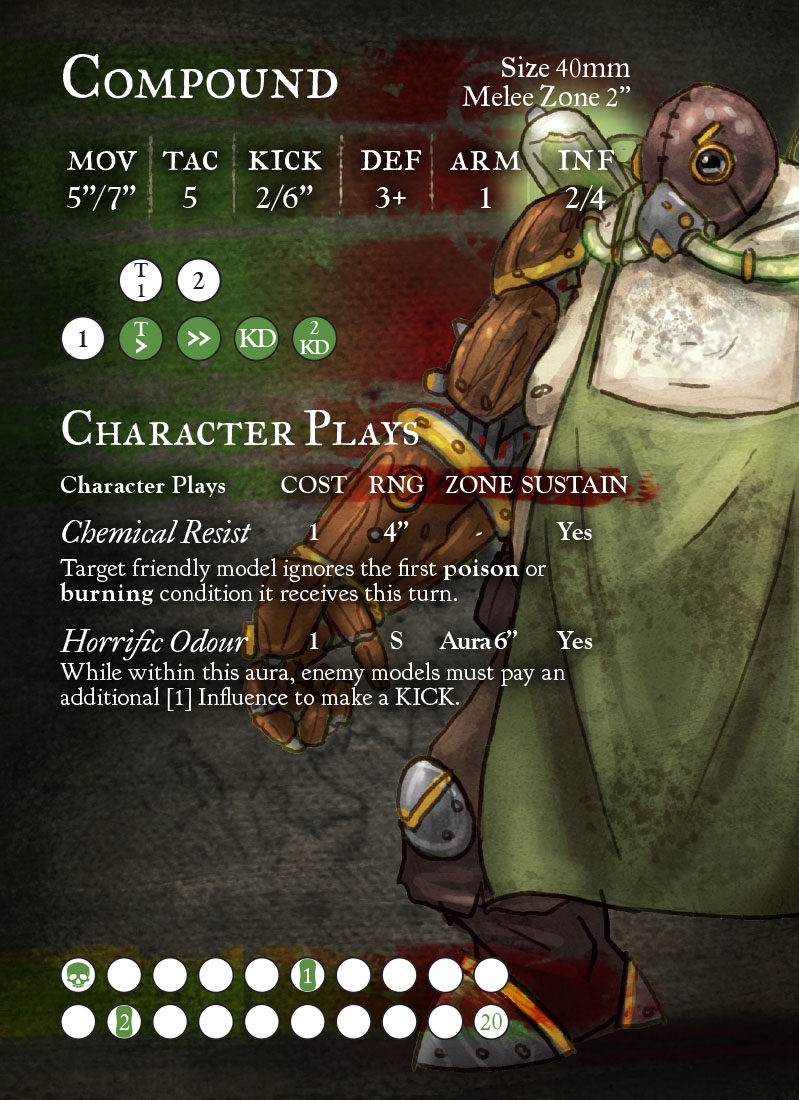 Compound
Size 40mm
Melee Zone 2”
MOV TAC KICK DEF ARM INF
5”/7” 5 2/6” 3+ 1 2/4
T 1 2
1 T > >> KD 2 KD
Character Plays
Character Plays COST RNG ZONE SUSTAIN
Chemical Resist 1 4” - Yes
Target friendly model ignores the first poison or
burning condition it receives this turn.
Horrific Odour 1 S Aura 6” Yes
While within this aura, enemy models must pay an
additional [1] Influence to make a KICK.
1
2 20